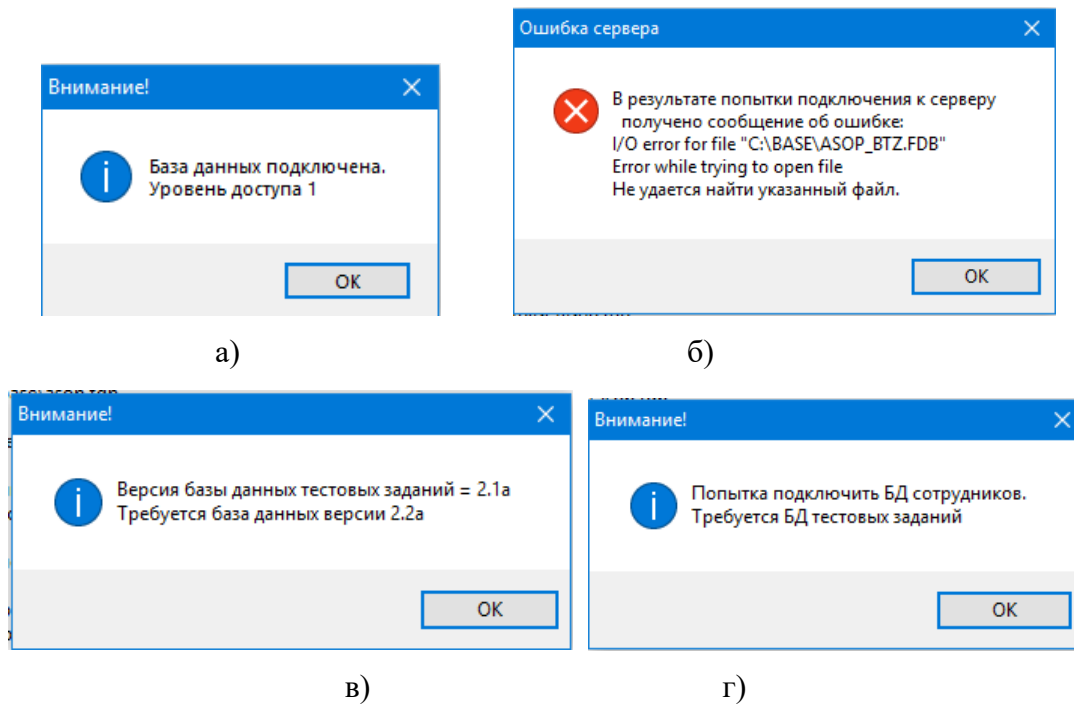 Внимание!
База данных подключена.
Уровень доступа 1
OK
а)
Ошибка сервера
В результате попытки подключения к серверу
получено сообщение об ошибке:
I/O error for file "C:\BASE\ASOP_BTZ.FDB"
Error while trying to open file
Не удается найти указанный файл.
OK
б)
Внимание!
Версия базы данных тестовых заданий = 2.1a
Требуется база данных версии 2.2a
OK
в)
Внимание!
Попытка подключить БД сотрудников.
Требуется БД тестовых заданий
OK
г)